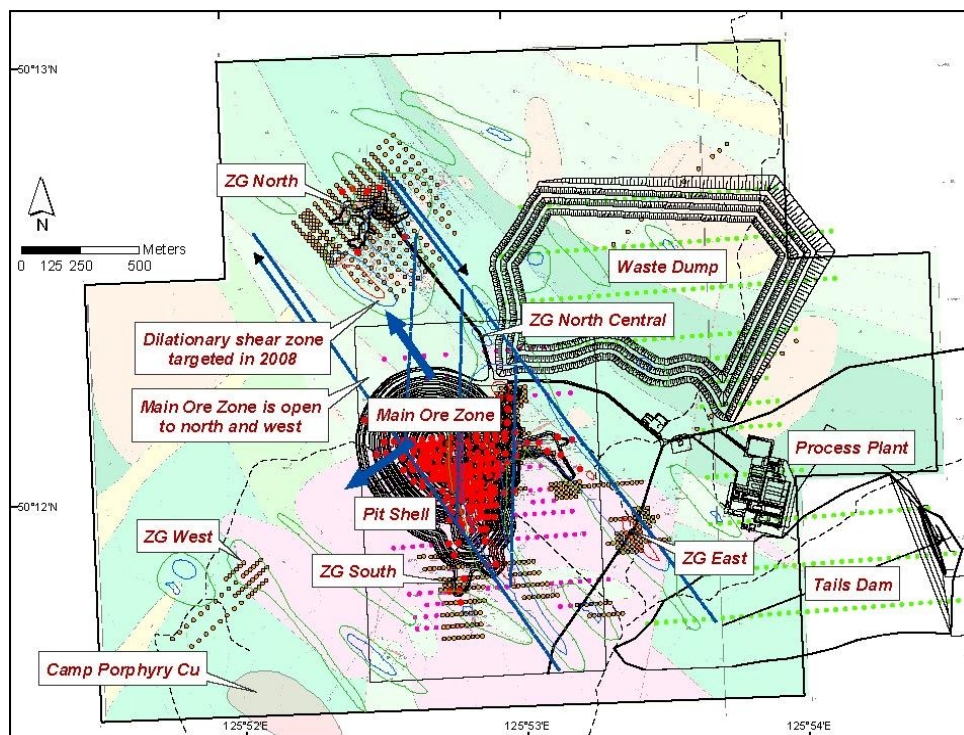 50°13'N
ZG North
N
Meters
0 125 250 500
Waste Dump
ZG North Central
Dilationary shear zone
targeted in 2008
Main Ore Zone is open
to north and west
Main Ore Zone
Process Plant
50°12'N
Pit Shell
ZG West
ZG South
ZG East
Tails Dam
Camp Porphyry Cu
125°52'E
125°53'E
125°54'E